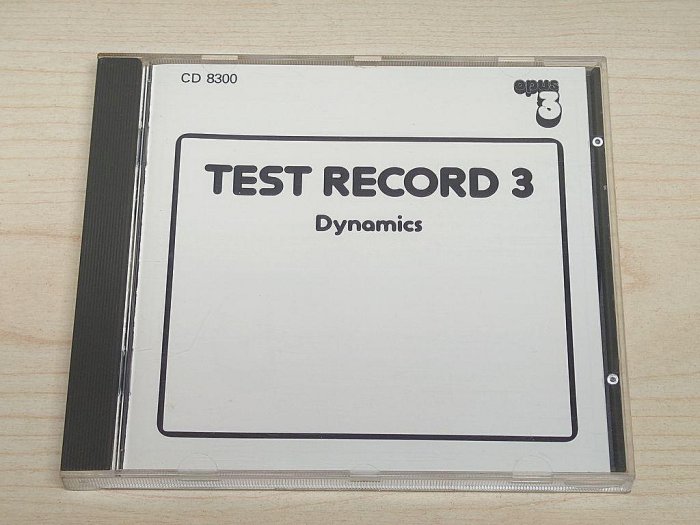 CD 8300
opus
3
TEST RECORD 3
Dynamics